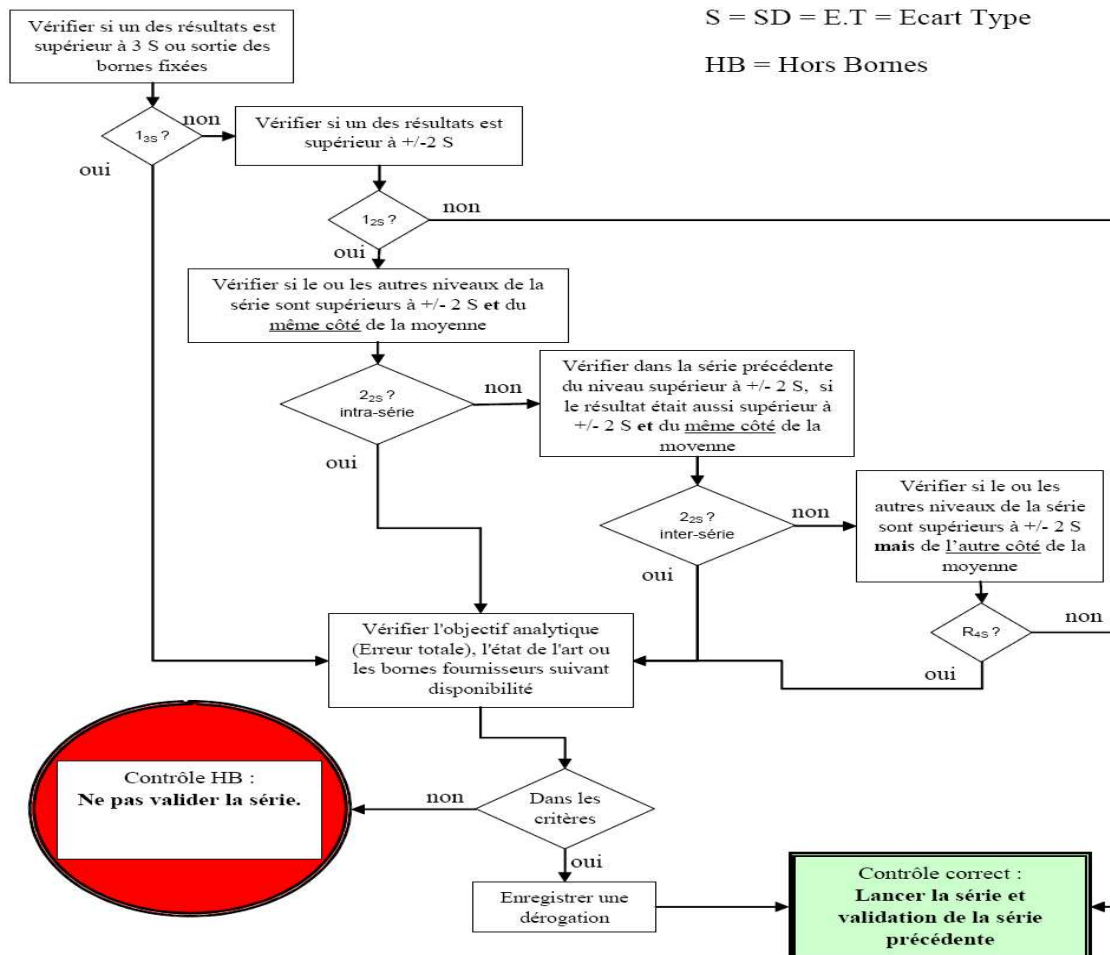 S = SD = E.T = Ecart Type
HB = Hors Bornes
Vérifier si un des résultats est
supérieur à 3 S ou sortie des
bornes fixées
1₃S ?
non
oui
Vérifier si un des résultats est
supérieur à +/-2 S
1₂S ?
non
oui
Vérifier si le ou les autres niveaux de la
série sont supérieurs à +/- 2 S et du
même côté de la moyenne
2₂S ?
intra-série
non
oui
Vérifier dans la série précédente
du niveau supérieur à +/- 2 S, si
le résultat était aussi supérieur à
+/- 2 S et du même côté de la
movenne
2₂S ?
inter-série
non
oui
Vérifier si le ou les
autres niveaux de la série
sont supérieurs à +/- 2 S
mais de l'autre côté de la
moyenne
R₄S ?
non
oui
Vérifier l'objectif analytique
(Erreur totale), l'état de l'art ou
les bornes fournisseurs suivant
disponibilité
Dans les
critères
non
oui
Contrôle HB :
Ne pas valider la série.
Enregistrer une
dérogation
Contrôle correct :
Lancer la série et
validation de la série
précédente